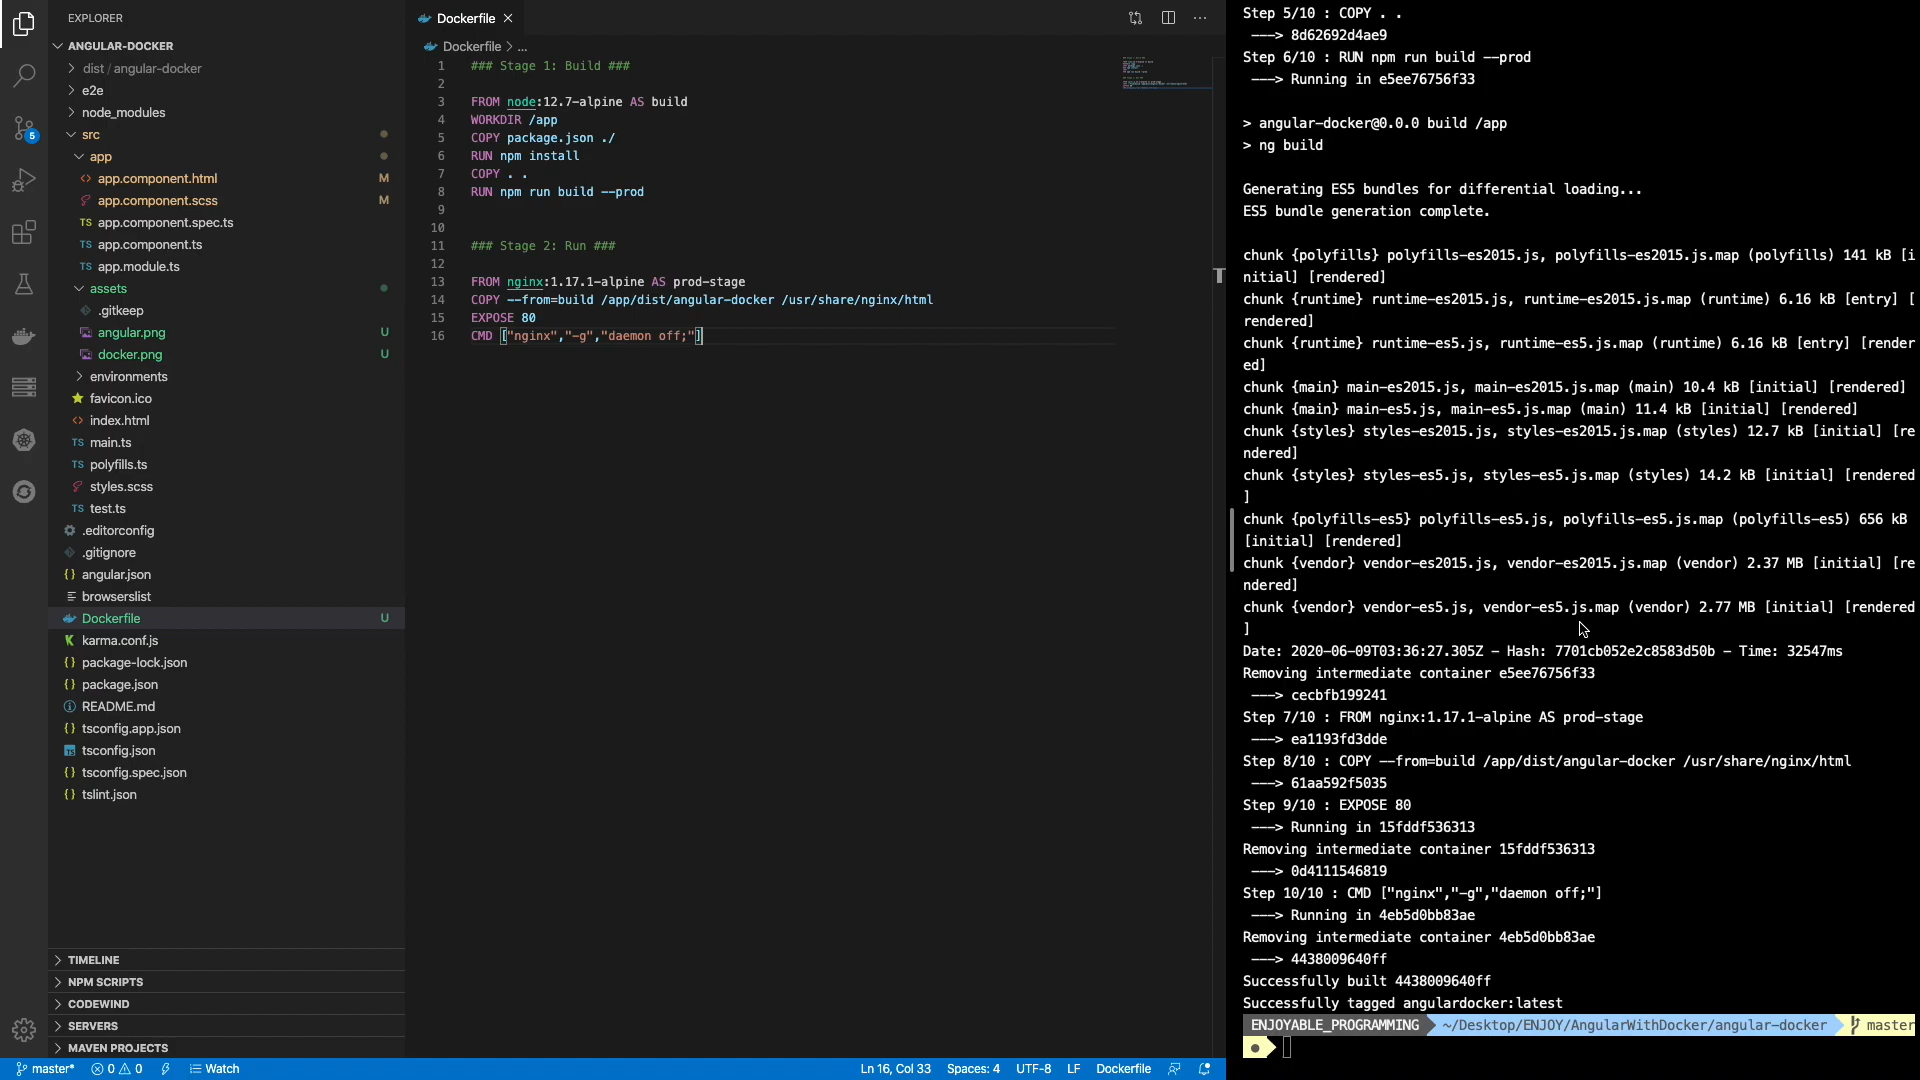 EXPLORER
ANGULAR-DOCKER
dist / angular-docker
e2e
node_modules
src
app
app.component.html M
app.component.scss M
TS app.component.spec.ts
TS app.component.ts
TS app.module.ts
assets
.gitkeep
angular.png U
docker.png U
environments
favicon.ico
index.html
TS main.ts
TS polyfills.ts
styles.scss
TS test.ts
.editorconfig
.gitignore
{} angular.json
browserslist
Dockerfile U
karma.conf.js
{} package-lock.json
{} package.json
README.md
{} tsconfig.app.json
tsconfig.json
{} tsconfig.spec.json
{} tslint.json
TIMELINE
NPM SCRIPTS
CODEWIND
SERVERS
MAVEN PROJECTS
5
Dockerfile
Dockerfile > ...
1 ### Stage 1: Build ###
2
3 FROM node:12.7-alpine AS build
4 WORKDIR /app
5 COPY package.json ./
6 RUN npm install
7 COPY . .
8 RUN npm run build --prod
9
10
11 ### Stage 2: Run ###
12
13 FROM nginx:1.17.1-alpine AS prod-stage
14 COPY --from=build /app/dist/angular-docker /usr/share/nginx/html
15 EXPOSE 80
16 CMD ["nginx","-g","daemon off;"]
Step 5/10 : COPY . .
---> 8d62692d4ae9
Step 6/10 : RUN npm run build --prod
---> Running in e5ee76756f33
> angular-docker@0.0.0 build /app
> ng build
Generating ES5 bundles for differential loading...
ES5 bundle generation complete.
chunk {polyfills} polyfills-es2015.js, polyfills-es2015.js.map (polyfills) 141 kB [i
nitial] [rendered]
chunk {runtime} runtime-es2015.js, runtime-es2015.js.map (runtime) 6.16 kB [entry] [
rendered]
chunk {runtime} runtime-es5.js, runtime-es5.js.map (runtime) 6.16 kB [entry] [render
ed]
chunk {main} main-es2015.js, main-es2015.js.map (main) 10.4 kB [initial] [rendered]
chunk {main} main-es5.js, main-es5.js.map (main) 11.4 kB [initial] [rendered]
chunk {styles} styles-es2015.js, styles-es2015.js.map (styles) 12.7 kB [initial] [re
ndered]
chunk {styles} styles-es5.js, styles-es5.js.map (styles) 14.2 kB [initial] [rendered
]
chunk {polyfills-es5} polyfills-es5.js, polyfills-es5.js.map (polyfills-es5) 656 kB
[initial] [rendered]
chunk {vendor} vendor-es2015.js, vendor-es2015.js.map (vendor) 2.37 MB [initial] [re
ndered]
chunk {vendor} vendor-es5.js, vendor-es5.js.map (vendor) 2.77 MB [initial] [rendered
]
Date: 2020-06-09T03:36:27.305Z - Hash: 7701cb052e2c8583d50b - Time: 32547ms
Removing intermediate container e5ee76756f33
---> cecbfb199241
Step 7/10 : FROM nginx:1.17.1-alpine AS prod-stage
---> ea1193fd3dde
Step 8/10 : COPY --from=build /app/dist/angular-docker /usr/share/nginx/html
---> 61aa592f5035
Step 9/10 : EXPOSE 80
---> Running in 15fddf536313
Removing intermediate container 15fddf536313
---> 0d4111546819
Step 10/10 : CMD ["nginx","-g","daemon off;"]
---> Running in 4eb5d0bb83ae
Removing intermediate container 4eb5d0bb83ae
---> 4438009640ff
Successfully built 4438009640ff
Successfully tagged angulardocker:latest
ENJOYABLE_PROGRAMMING ~/Desktop/ENJOY/AngularWithDocker/angular-docker master
master* 0 0 Watch Ln 16, Col 33 Spaces: 4 UTF-8 LF Dockerfile